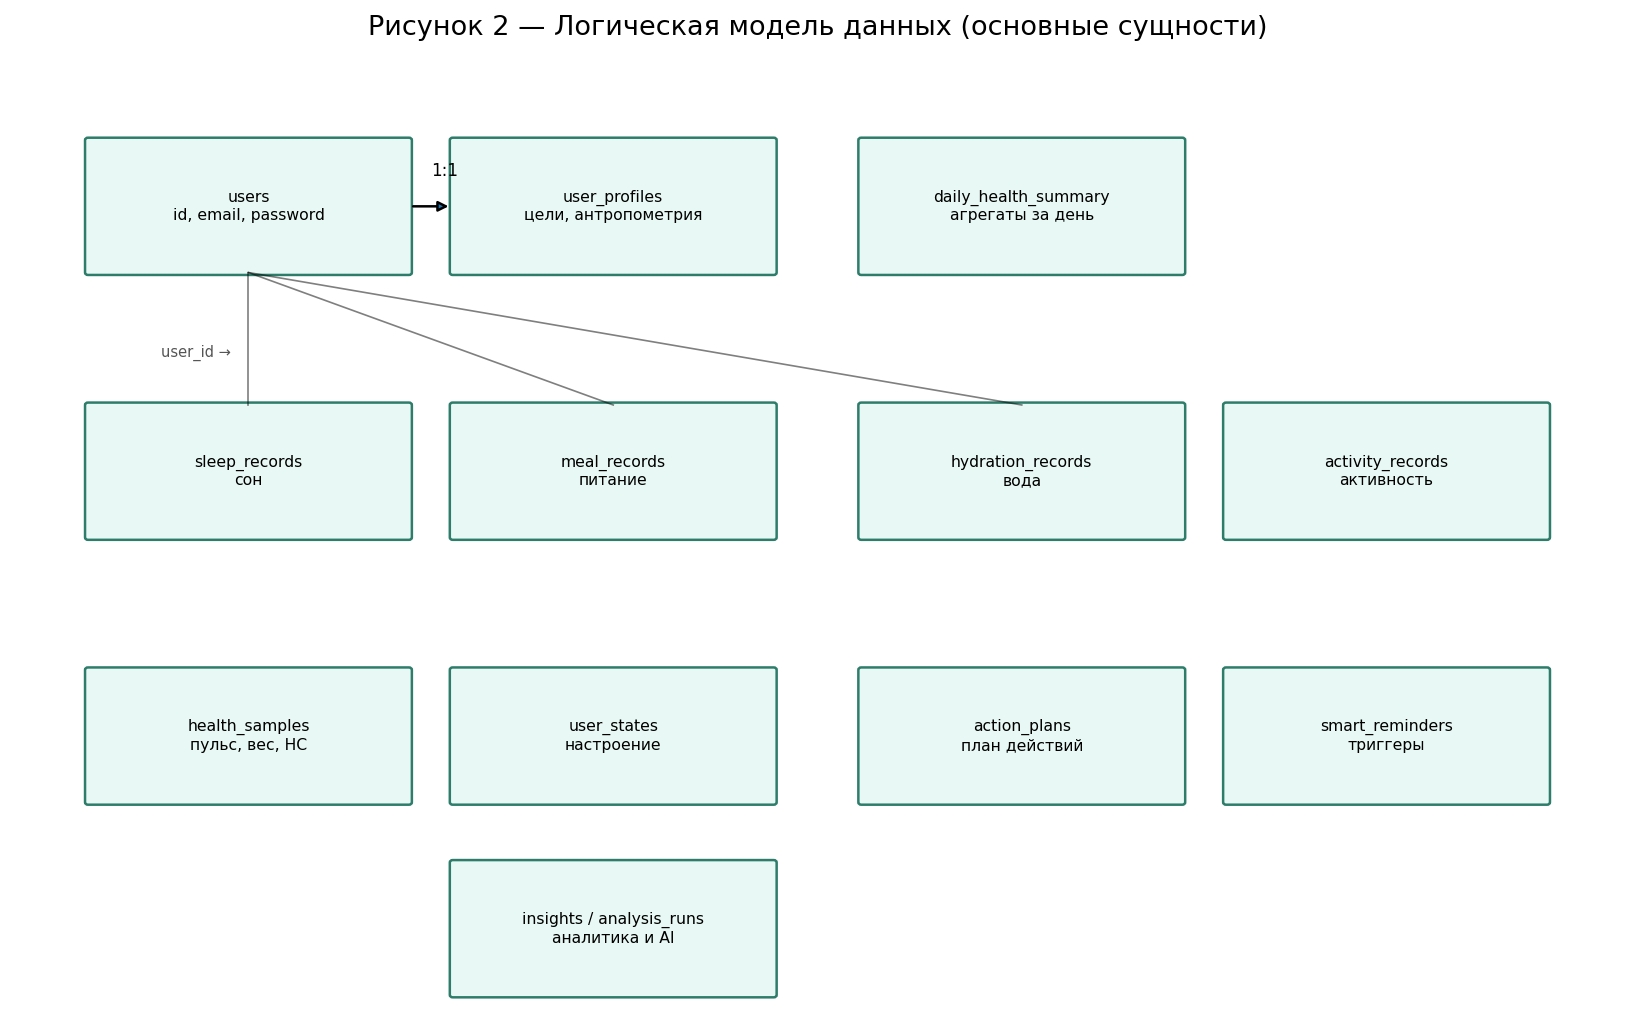 Рисунок 2 — Логическая модель данных (основные сущности)
users
id, email, password
1:1
user_profiles
цели, антропометрия
daily_health_summary
агрегаты за день
user_id →
sleep_records
сон
meal_records
питание
hydration_records
вода
activity_records
активность
health_samples
пульс, вес, HC
user_states
настроение
action_plans
план действий
smart_reminders
триггеры
insights / analysis_runs
аналитика и AI